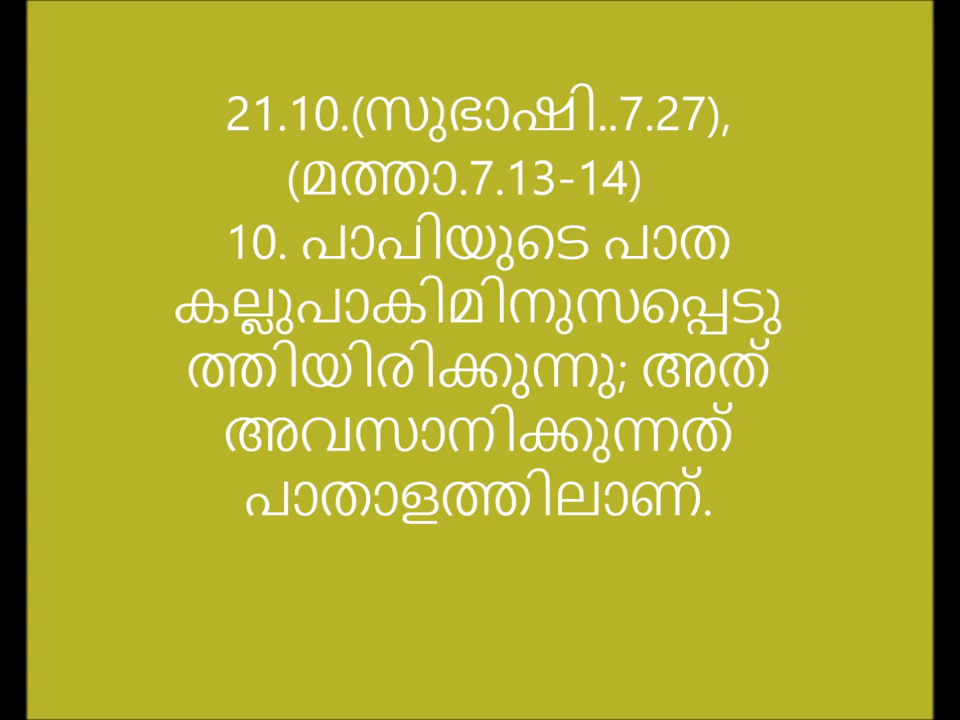 21.10.(സുഭാഷി..7.27),
(മത്താ.7.13-14)
10. പാപിയുടെ പാത
കല്ലുപാകിമിനുസപ്പെടു
ത്തിയിരിക്കുന്നു; അത്
അവസാനിക്കുന്നത്
പാതാളത്തിലാണ്.